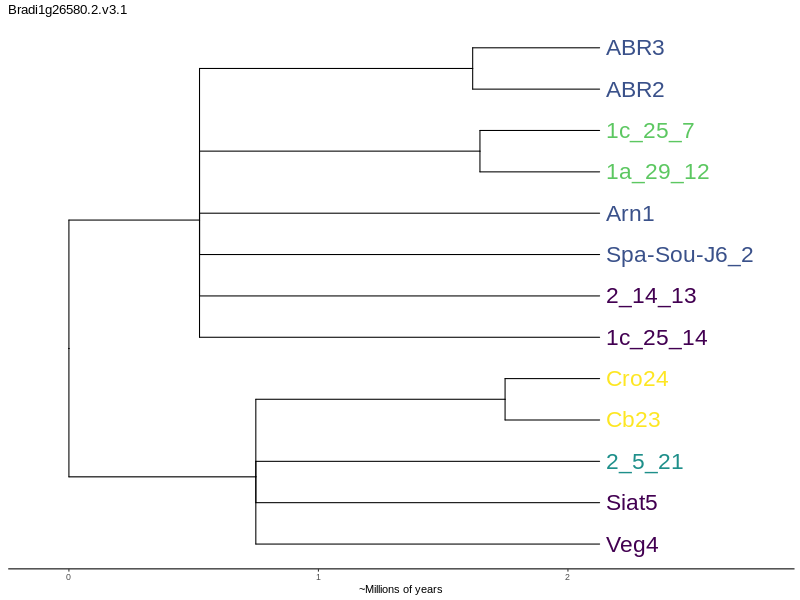 Bradi1g26580.2.v3.1
ABR3
ABR2
1c_25_7
1a_29_12
Arn1
Spa-Sou-J6_2
2_14_13
1c_25_14
Cro24
Cb23
2_5_21
Siat5
Veg4
0 1 2
~Millions of years